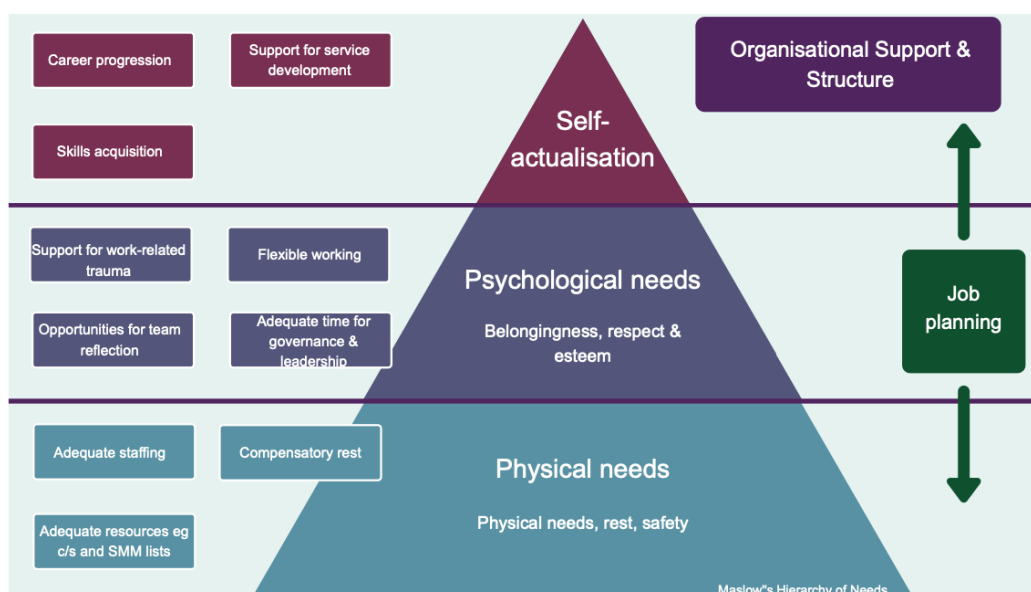 Career progression
Support for service
development
Skills acquisition
Self-
actualisation
Organisational Support &
Structure
Support for work-related
trauma
Flexible working
Opportunities for team
reflection
Adequate time for
governance &
leadership
Psychological needs
Belongingness, respect &
esteem
Job
planning
Adequate staffing
Compensatory rest
Adequate resources eg
c/s and SMM lists
Physical needs
Physical needs, rest, safety
Maslow"s Hierarchy of Needs